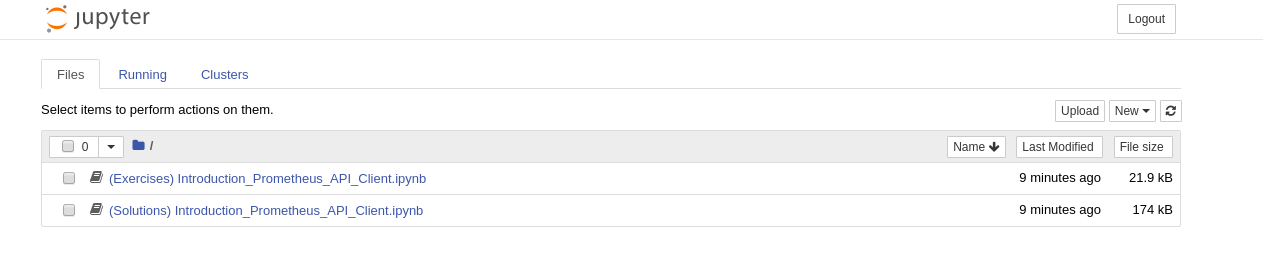 jupyter
Logout
Files
Running
Clusters
Select items to perform actions on them.
Upload
New
0
/
Name
Last Modified
File size
(Exercises) Introduction_Prometheus_API_Client.ipynb
9 minutes ago
21.9 kB
(Solutions) Introduction_Prometheus_API_Client.ipynb
9 minutes ago
174 kB